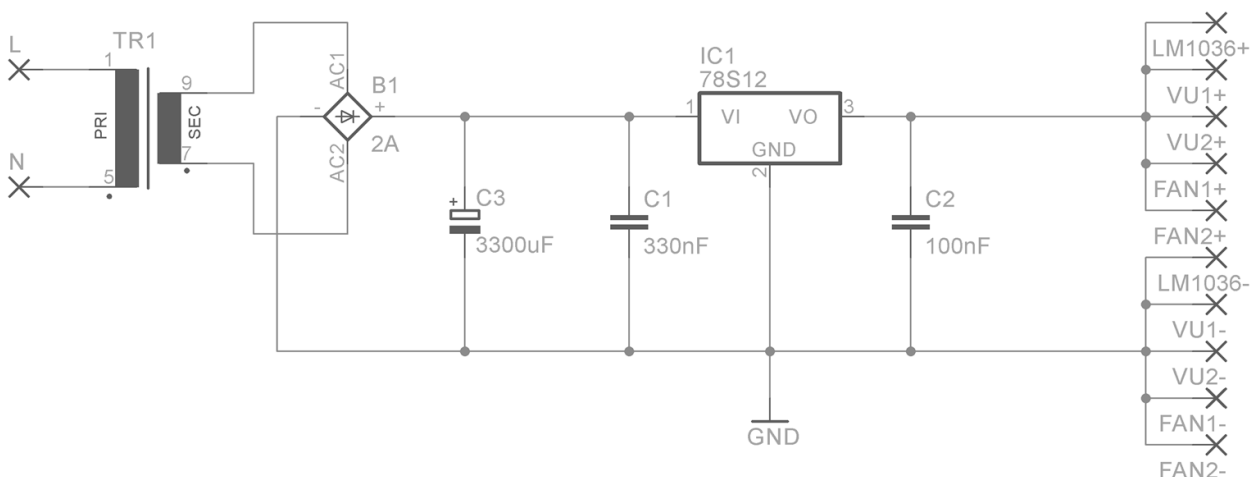 L
TR1
1
PRI
N
5
9
SEC
7
AC1
B1
-
+
2A
AC2
+
C3
3300uF
C1
330nF
IC1
78S12
1
VI
VO
3
GND
2
C2
100nF
GND
LM1036+
VU1+
VU2+
FAN1+
FAN2+
LM1036-
VU1-
VU2-
FAN1-
FAN2-